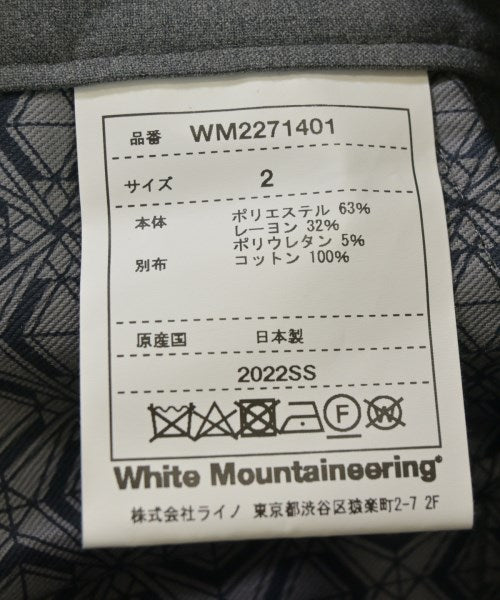 品番 WM2271401
サイズ 2
本体 ポリエステル 63%
レーヨン 32%
ポリウレタン 5%
別布 コットン 100%
原産国 日本製
2022SS
F W
White Mountaineering®
株式会社ライノ 東京都渋谷区猿楽町2-7 2F